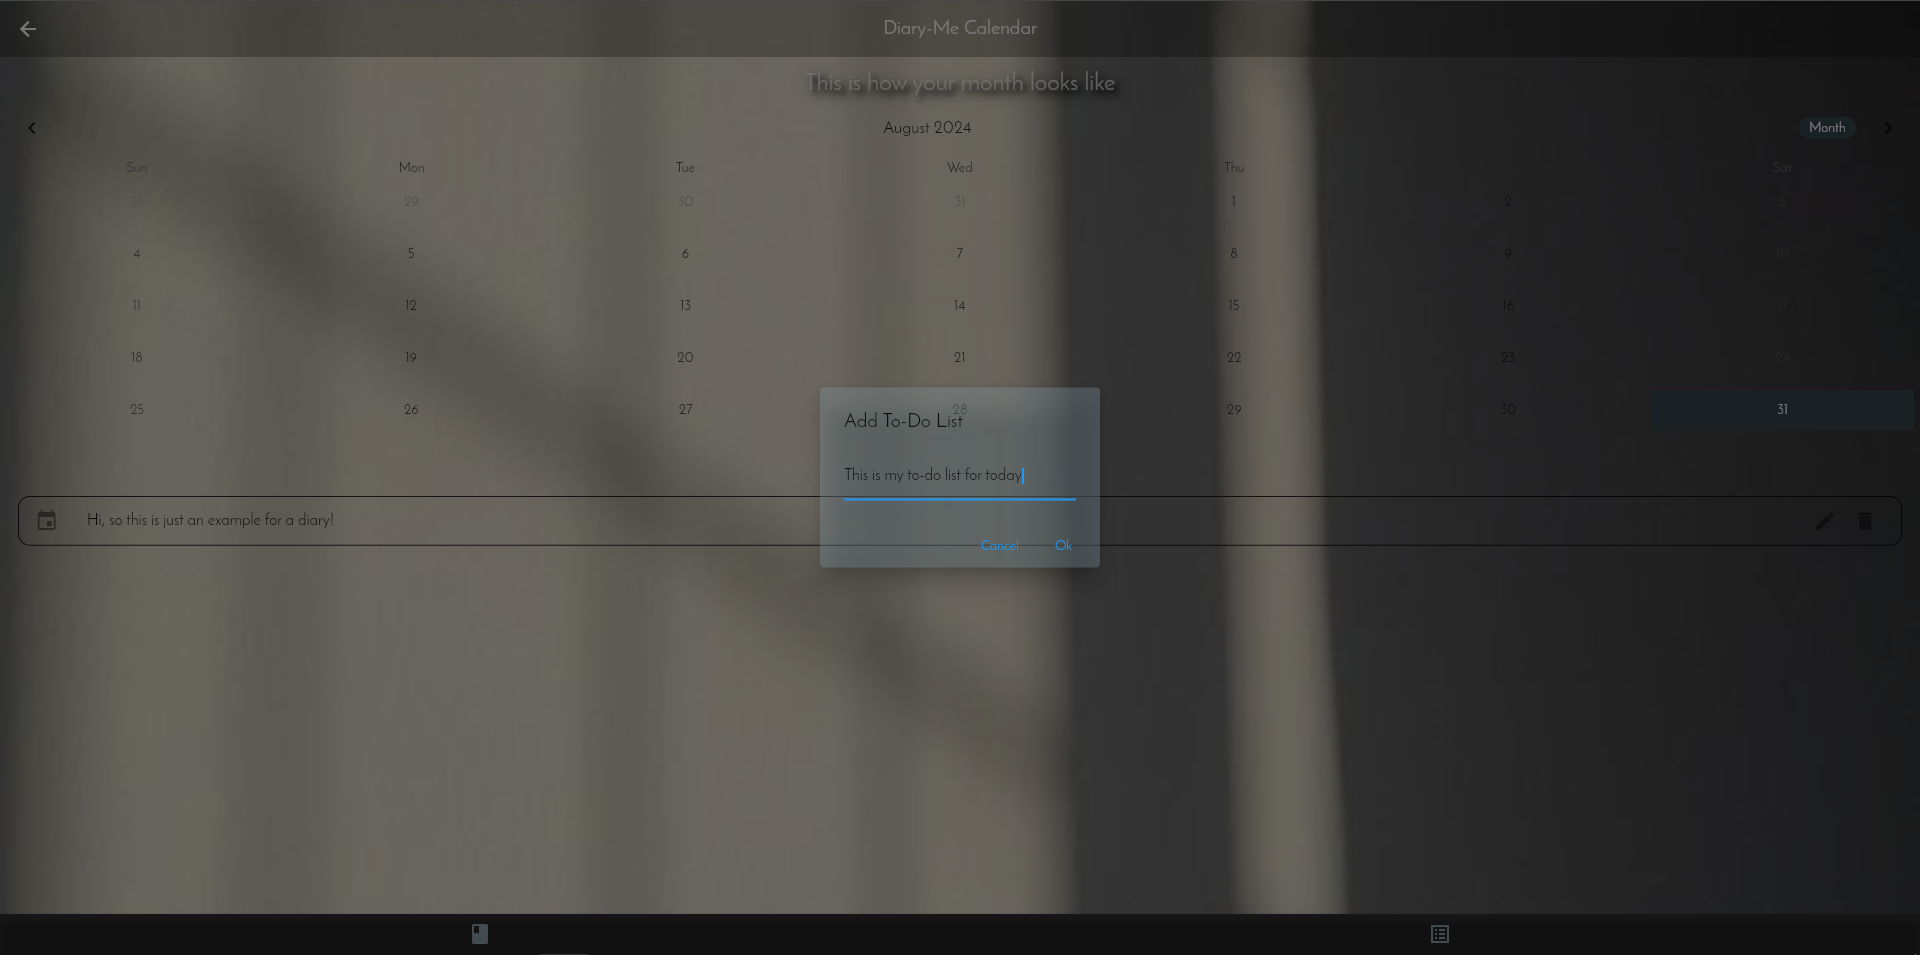 Diary-Me Calendar
This is how your month looks like
August 2024
Month
Sun Mon Tue Wed Thu Sat
28 29 30 31 1 2 3
4 5 6 7 8 9 10
11 12 13 14 15 16 17
18 19 20 21 22 23 24
25 26 27 28 29 30 31
Add To-Do List
This is my to-do list for today
Hi, so this is just an example for a diary!
Cancel Ok